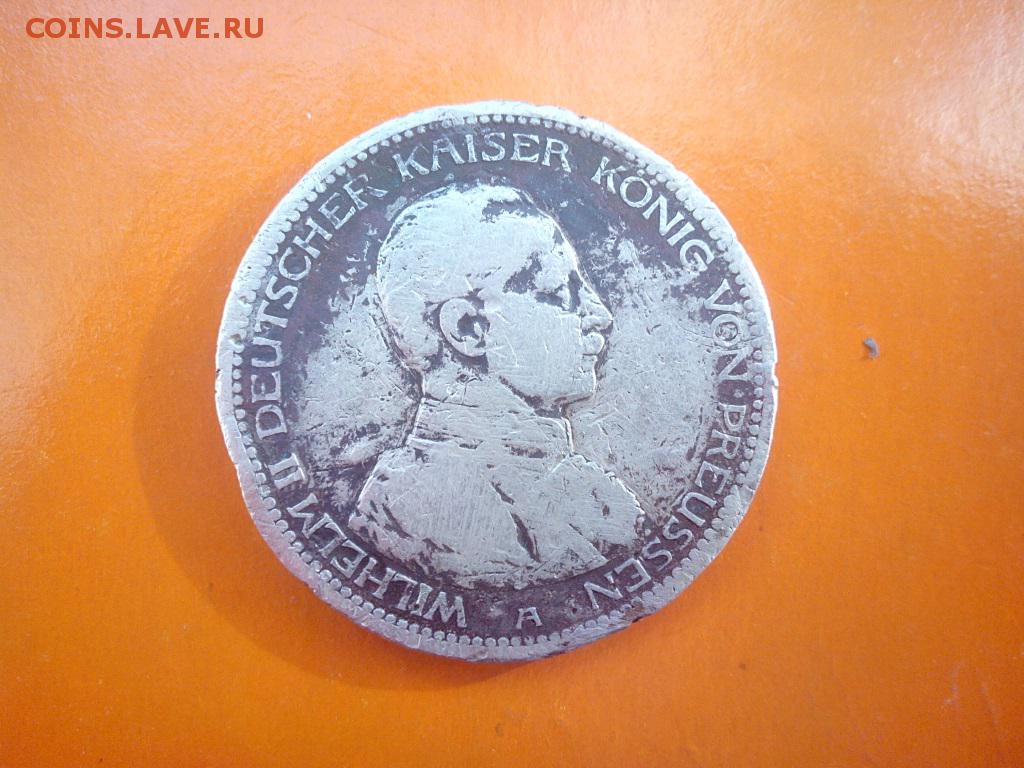 COINS.LAVE.RU
WILHELM II DEUTSCHER KAISER KÖNIG VON PREUSSEN
A